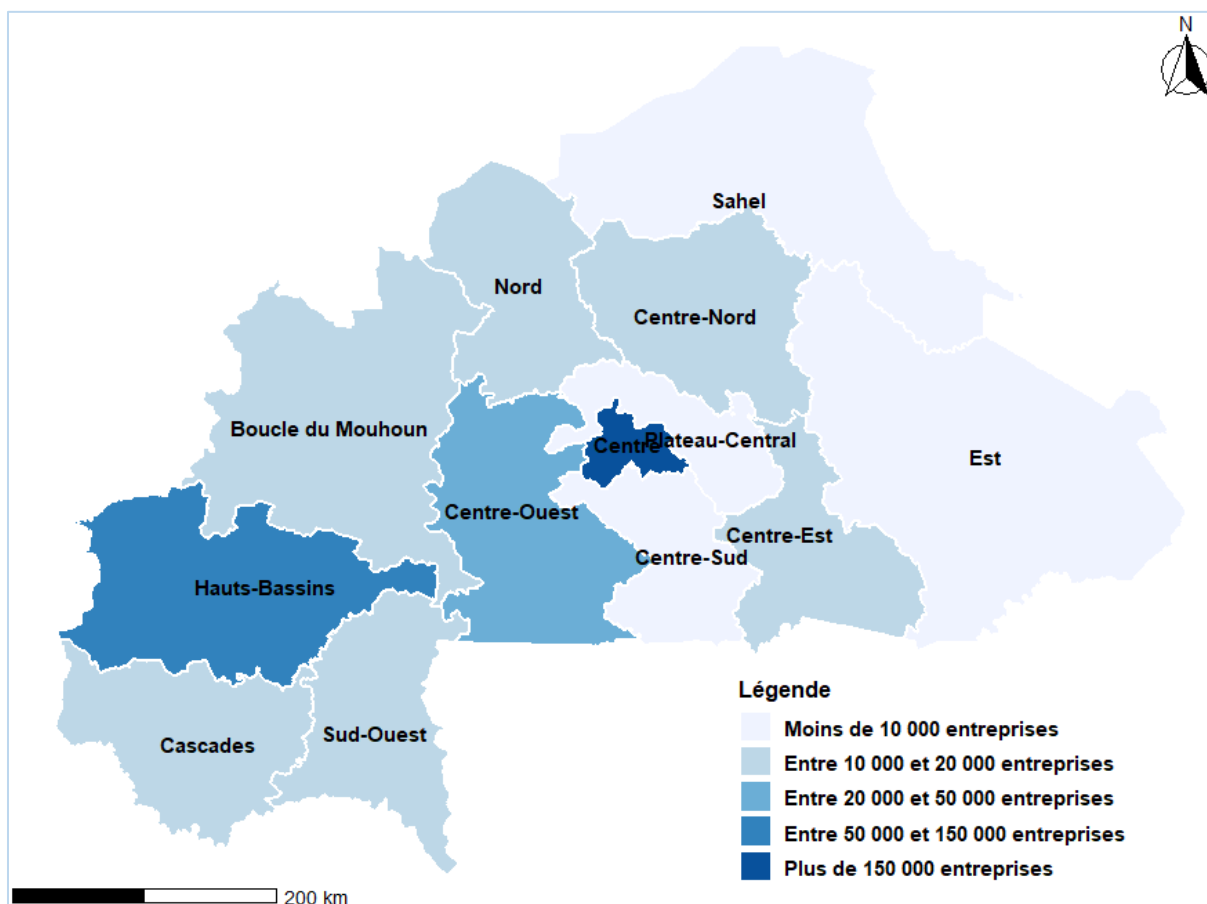 N
Sahel
Nord
Centre-Nord
Boucle du Mouhoun
Centre
Plateau-Central
Est
Centre-Ouest
Centre-Est
Centre-Sud
Hauts-Bassins
Sud-Ouest
Cascades
Légende
Moins de 10 000 entreprises
Entre 10 000 et 20 000 entreprises
Entre 20 000 et 50 000 entreprises
Entre 50 000 et 150 000 entreprises
Plus de 150 000 entreprises
200 km